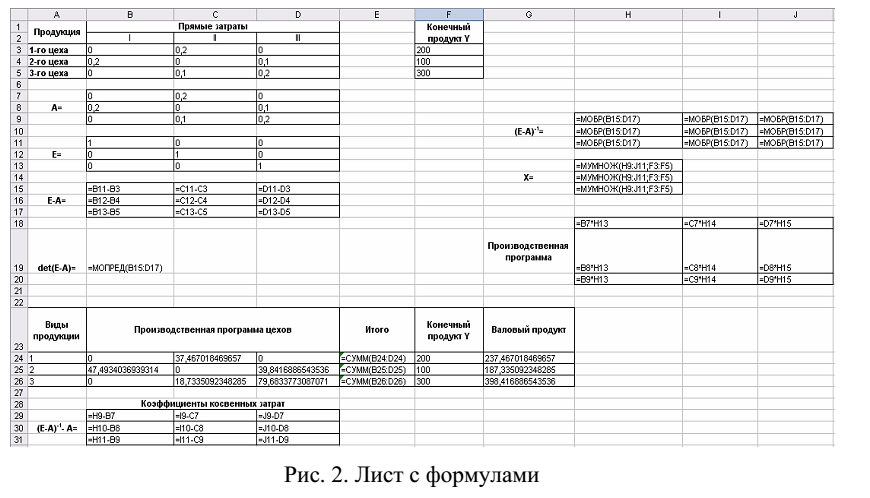 A B C D E F G H I J
1 Продукция Прямые затраты Конечный продукт Y
2 I II III
3 1-го цеха 0 0,2 0 200
4 2-го цеха 0,2 0 0,1 100
5 3-го цеха 0 0,1 0,2 300
6
7 0 0,2 0
8 A= 0,2 0 0,1
9 0 0,1 0,2 =МОБР(B15:D17) =МОБР(B15:D17) =МОБР(B15:D17)
10 (E-A)⁻¹= =МОБР(B15:D17) =МОБР(B15:D17) =МОБР(B15:D17)
11 1 0 0 =МОБР(B15:D17) =МОБР(B15:D17) =МОБР(B15:D17)
12 E= 0 1 0
13 0 0 1 =МУМНОЖ(H9:J11;F3:F5)
14 X= =МУМНОЖ(H9:J11;F3:F5)
15 =B11-B3 =C11-C3 =D11-D3 =МУМНОЖ(H9:J11;F3:F5)
16 E-A= =B12-B4 =C12-C4 =D12-D4
17 =B13-B5 =C13-C5 =D13-D5
18 =B7*H13 =C7*H14 =D7*H15
Производственная
программа
19 det(E-A)= =МОПРЕД(B15:D17) =B8*H13 =C8*H14 =D8*H15
20 =B9*H13 =C9*H14 =D9*H15
21
22
23 Виды продукции Производственная программа цехов Итого Конечный продукт Y Валовый продукт
24 1 0 37,467018469657 0 =СУММ(B24:D24) 200 237,467018469657
25 2 47,4934036939314 0 39,8416886543536 =СУММ(B25:D25) 100 187,335092348285
26 3 0 18,7335092348285 79,6833773087071 =СУММ(B26:D26) 300 398,416886543536
27
28 Коэффициенты косвенных затрат
29 =H9-B7 =I9-C7 =J9-D7
30 (E-A)⁻¹- A= =H10-B8 =I10-C8 =J10-D8
31 =H11-B9 =I11-C9 =J11-D9
Рис. 2. Лист с формулами